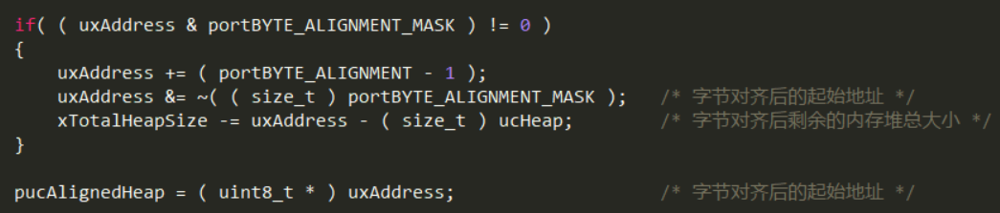 if( ( uxAddress & portBYTE_ALIGNMENT_MASK ) != 0 )
{
    uxAddress += ( portBYTE_ALIGNMENT - 1 );
    uxAddress &= ~( ( size_t ) portBYTE_ALIGNMENT_MASK );   /* 字节对齐后的起始地址 */
    xTotalHeapSize -= uxAddress - ( size_t ) ucHeap;        /* 字节对齐后剩余的内存堆总大小 */
}
pucAlignedHeap = ( uint8_t * ) uxAddress;                   /* 字节对齐后的起始地址 */